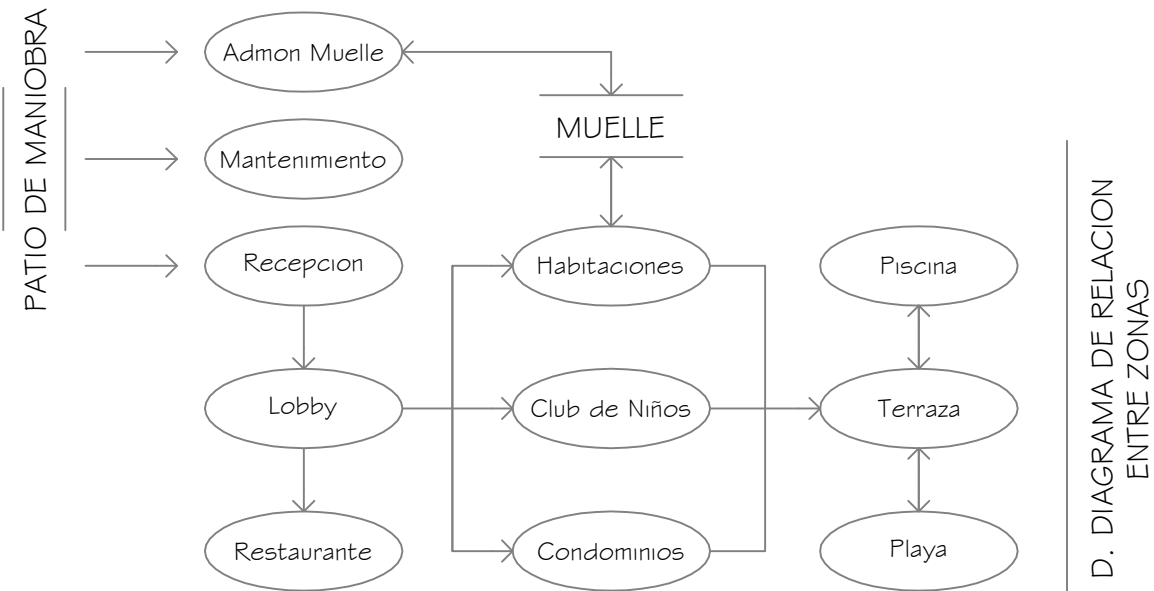 PATIO DE MANIOBRA
Admon Muelle
MUELLE
Mantenimiento
Recepcion
Habitaciones
Piscina
Lobby
Club de Niños
Terraza
Restaurante
Condominios
Playa
D. DIAGRAMA DE RELACION
ENTRE ZONAS